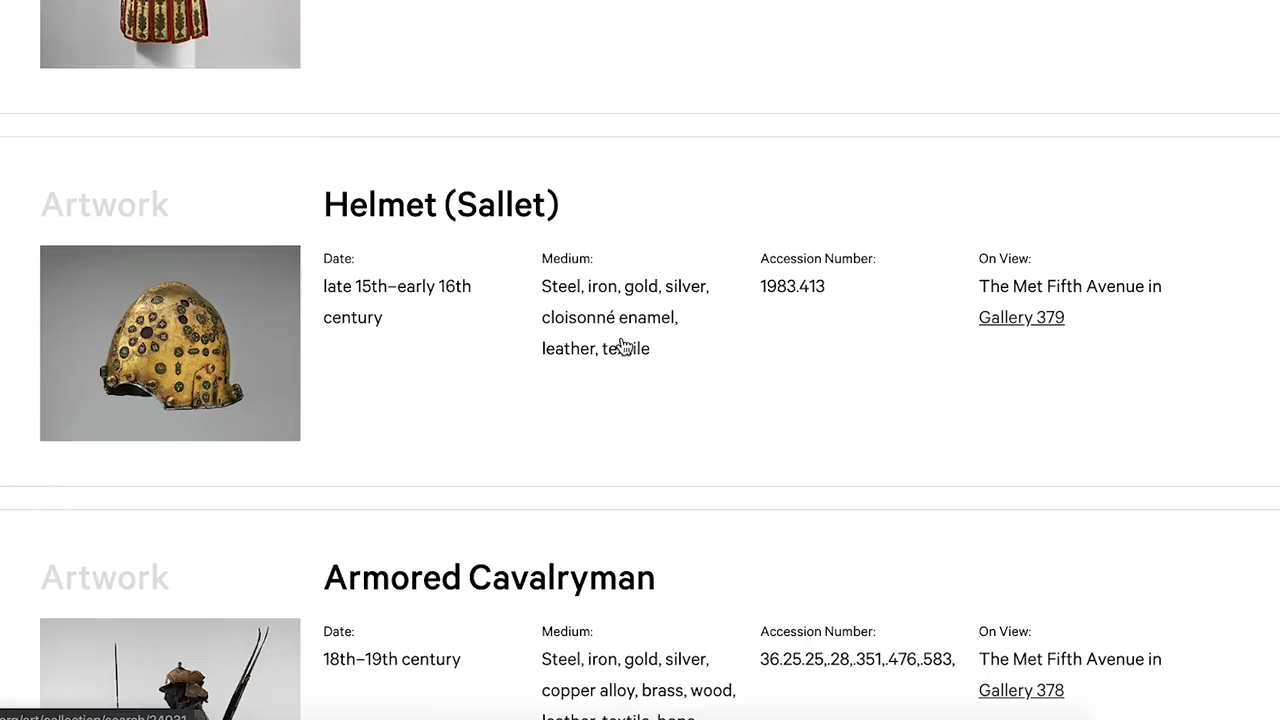 Artwork
Helmet (Sallet)
Date:
late 15th–early 16th
century
Medium:
Steel, iron, gold, silver,
cloisonné enamel,
leather, textile
Accession Number:
1983.413
On View:
The Met Fifth Avenue in
Gallery 379
Artwork
Armored Cavalryman
Date:
18th–19th century
Medium:
Steel, iron, gold, silver,
copper alloy, brass, wood,
leather, textile, bone
Accession Number:
36.25.25,.28,.351,.476,.583,
On View:
The Met Fifth Avenue in
Gallery 378